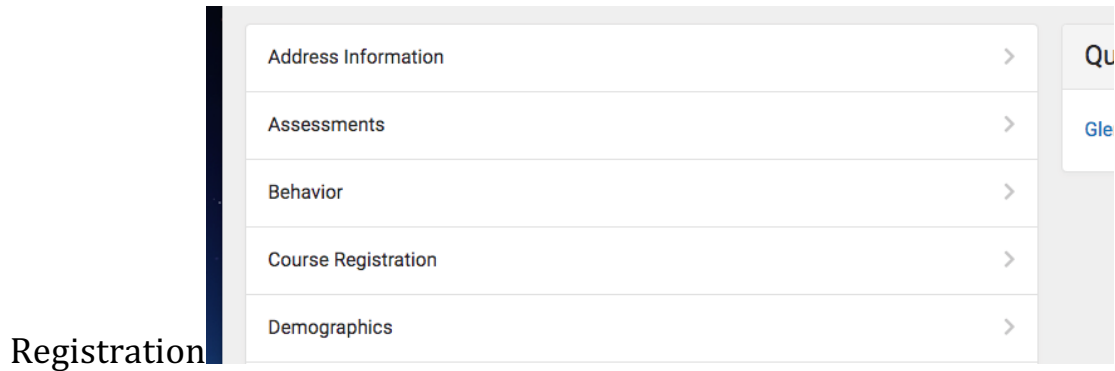 Address Information
Qu
Assessments
Gle
Behavior
Course Registration
Demographics
Registration